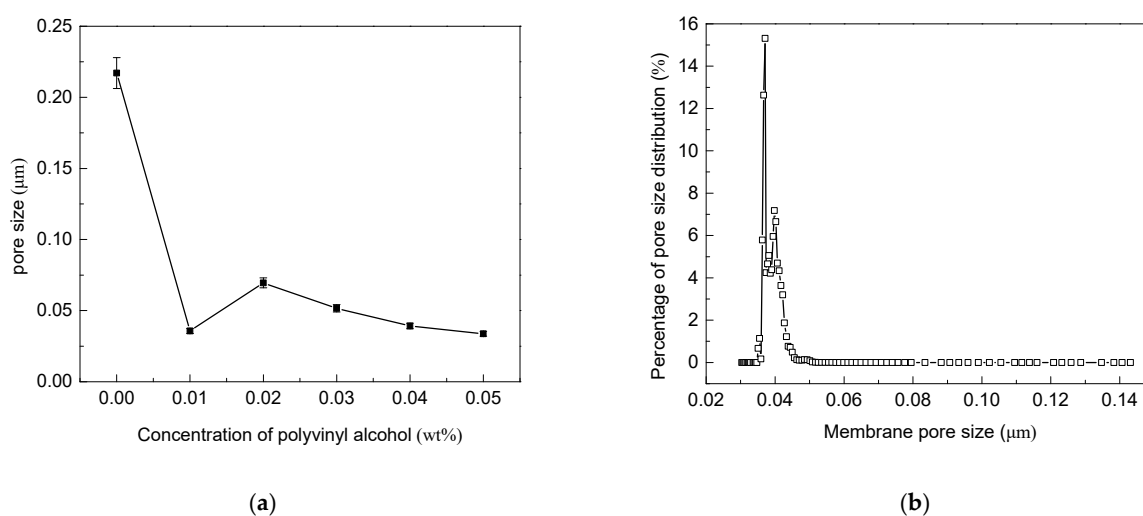 0.25
0.20
0.15
0.10
0.05
0.00
pore size (μm)
0.00 0.01 0.02 0.03 0.04 0.05
Concentration of polyvinyl alcohol (wt%)
(a)
16
14
12
10
8
6
4
2
0
Percentage of pore size distribution (%)
0.02 0.04 0.06 0.08 0.10 0.12 0.14
Membrane pore size (μm)
(b)